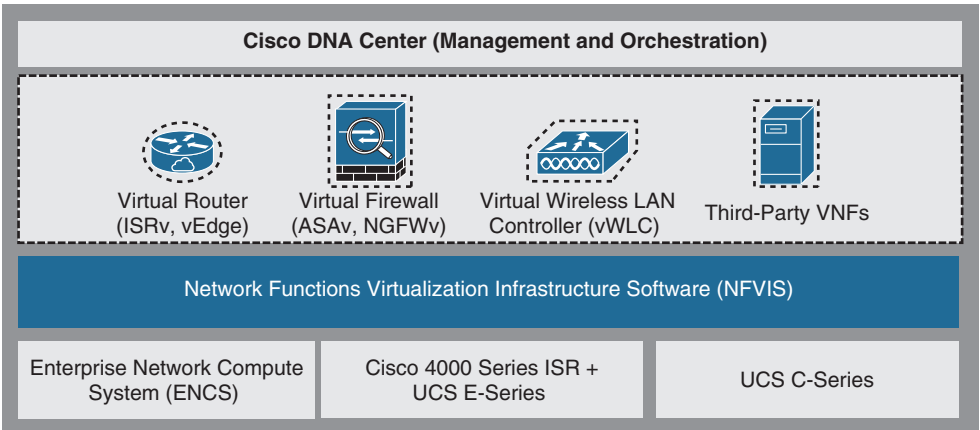 Cisco DNA Center (Management and Orchestration)
Virtual Router
(ISRv, vEdge)
Virtual Firewall
(ASAv, NGFWv)
Virtual Wireless LAN
Controller (vWLC)
Third-Party VNFs
Network Functions Virtualization Infrastructure Software (NFVIS)
Enterprise Network Compute
System (ENCS)
Cisco 4000 Series ISR +
UCS E-Series
UCS C-Series